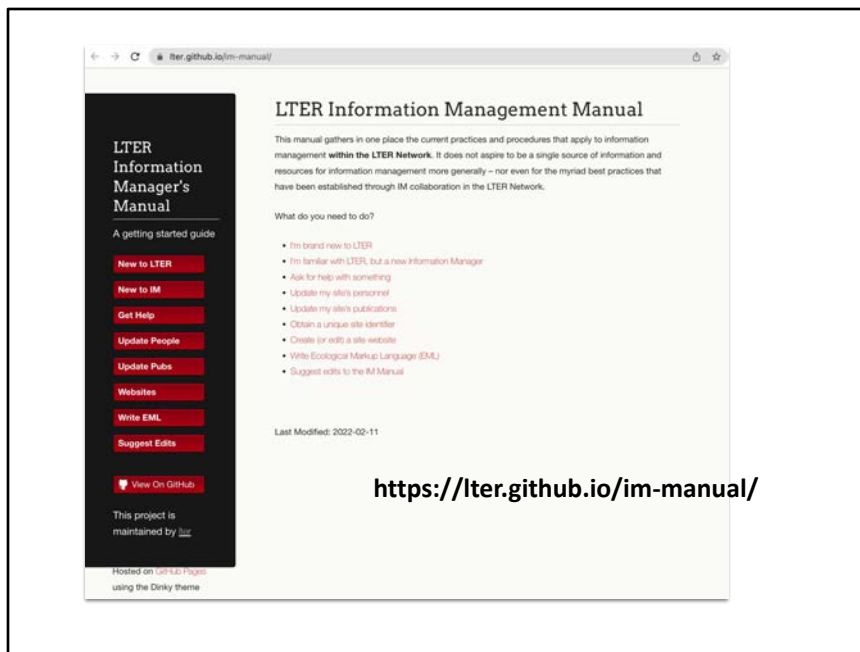 lter.github.io/im-manual/
LTER
Information
Manager's
Manual
A getting started guide
New to LTER
New to IM
Get Help
Update People
Update Pubs
Websites
Write EML
Suggest Edits
View On GitHub
This project is
maintained by lter
Hosted on GitHub Pages
using the Dinky theme
LTER Information Management Manual
This manual gathers in one place the current practices and procedures that apply to information
management within the LTER Network. It does not aspire to be a single source of information and
resources for information management more generally – nor even for the myriad best practices that
have been established through IM collaboration in the LTER Network.
What do you need to do?
• I'm brand new to LTER
• I'm familiar with LTER, but a new Information Manager
• Ask for help with something
• Update my site's personnel
• Update my site's publications
• Obtain a unique site identifier
• Create (or edit) a site website
• Write Ecological Markup Language (EML)
• Suggest edits to the IM Manual
Last Modified: 2022-02-11
https://lter.github.io/im-manual/